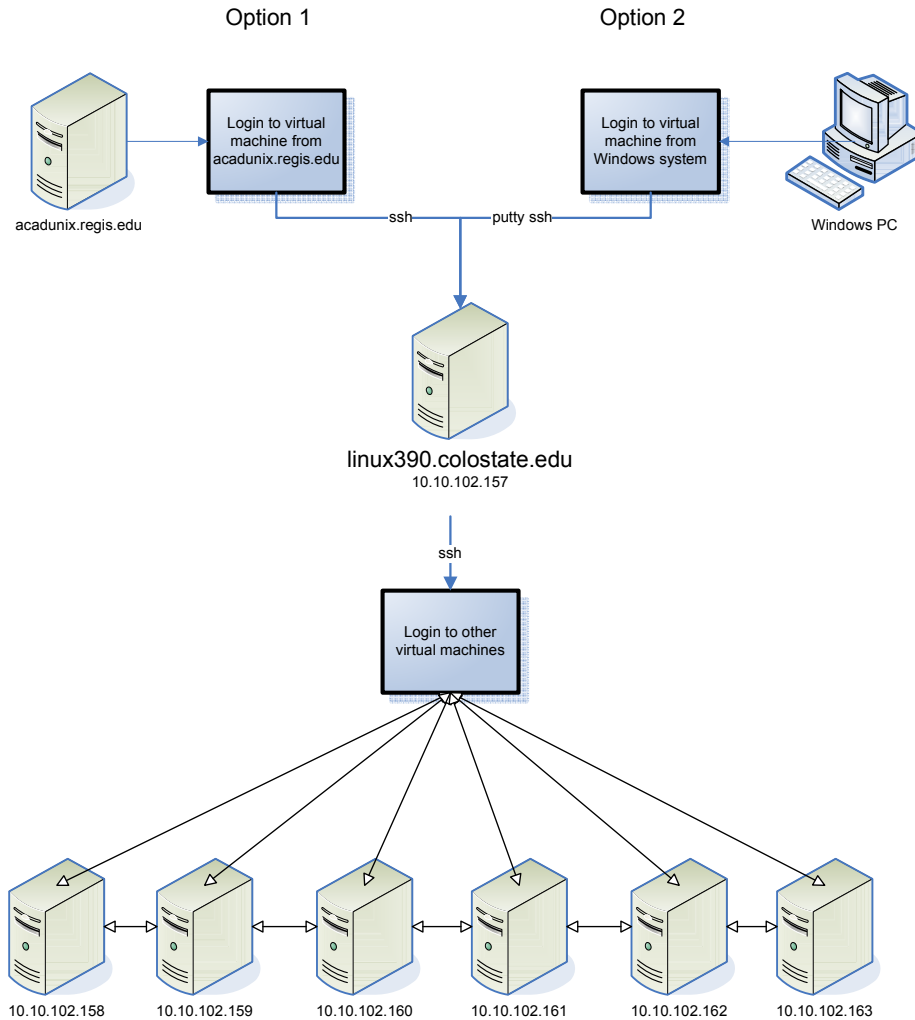 Option 1
Option 2
Login to virtual
machine from
acadunix.regis.edu
Login to virtual
machine from
Windows system
acadunix.regis.edu
Windows PC
ssh
putty ssh
linux390.colostate.edu
10.10.102.157
ssh
Login to other
virtual machines
10.10.102.158
10.10.102.159
10.10.102.160
10.10.102.161
10.10.102.162
10.10.102.163